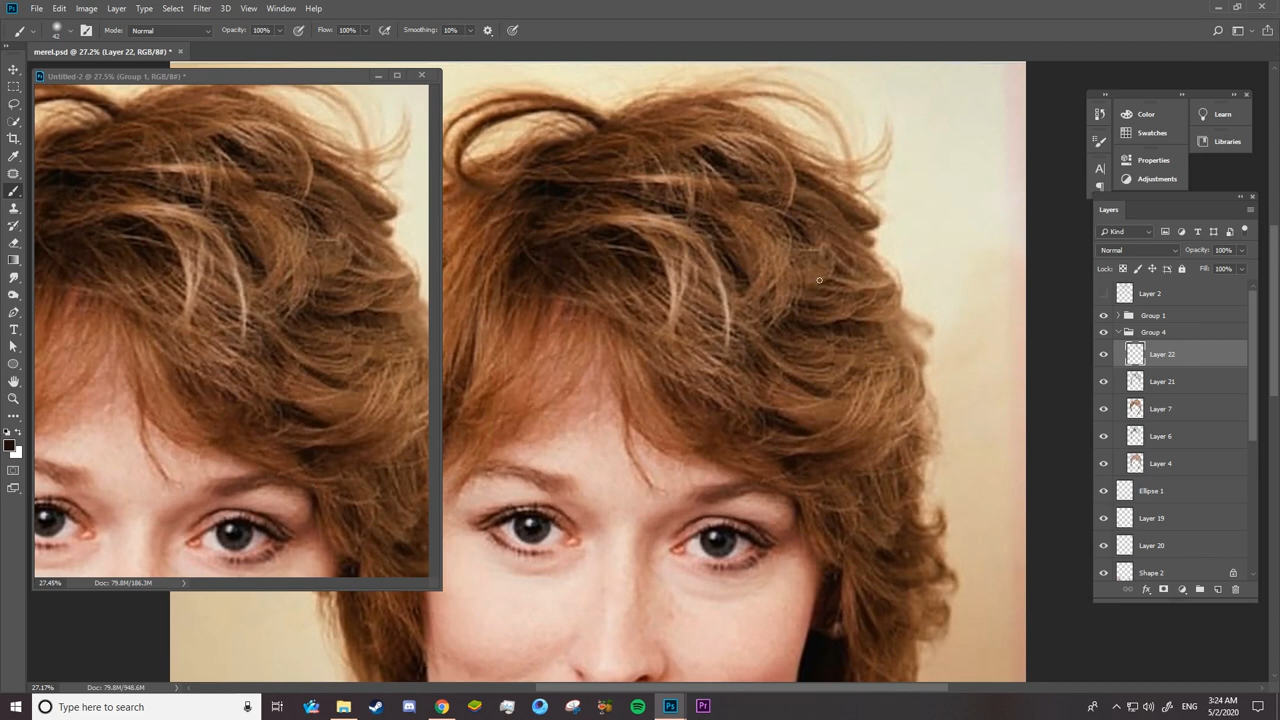 File Edit Image Layer Type Select Filter 3D View Window Help
42 Mode: Normal Opacity: 100% Flow: 100% Smoothing: 10%
merel.psd @ 27.2% (Layer 22, RGB/8#) * ×
Untitled-2 @ 27.5% (Group 1, RGB/8#) *
Color
Learn
Swatches
Libraries
Properties
Adjustments
Layers
Kind
Normal Opacity: 100%
Lock: Fill: 100%
Layer 2
Group 1
Group 4
Layer 22
Layer 21
Layer 7
Layer 6
Layer 4
Ellipse 1
Layer 19
Layer 20
Shape 2
27.45% Doc: 79.8M/186.3M
27.17% Doc: 79.8M/948.6M
Type here to search
ENG
3:24 AM
5/2/2020